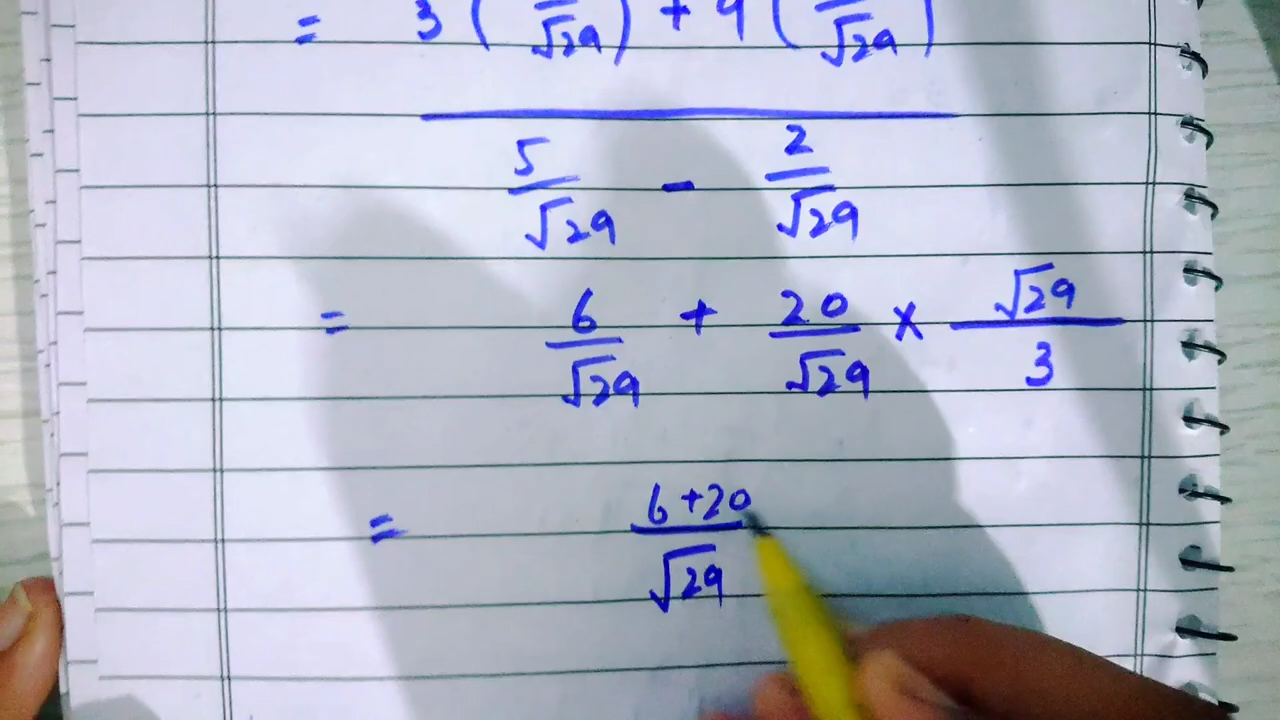 = 3 ( /√29) + 4 ( /√29)
5/√29 - 2/√29
= 6/√29 + 20/√29 × √29/3
= 6+20/√29